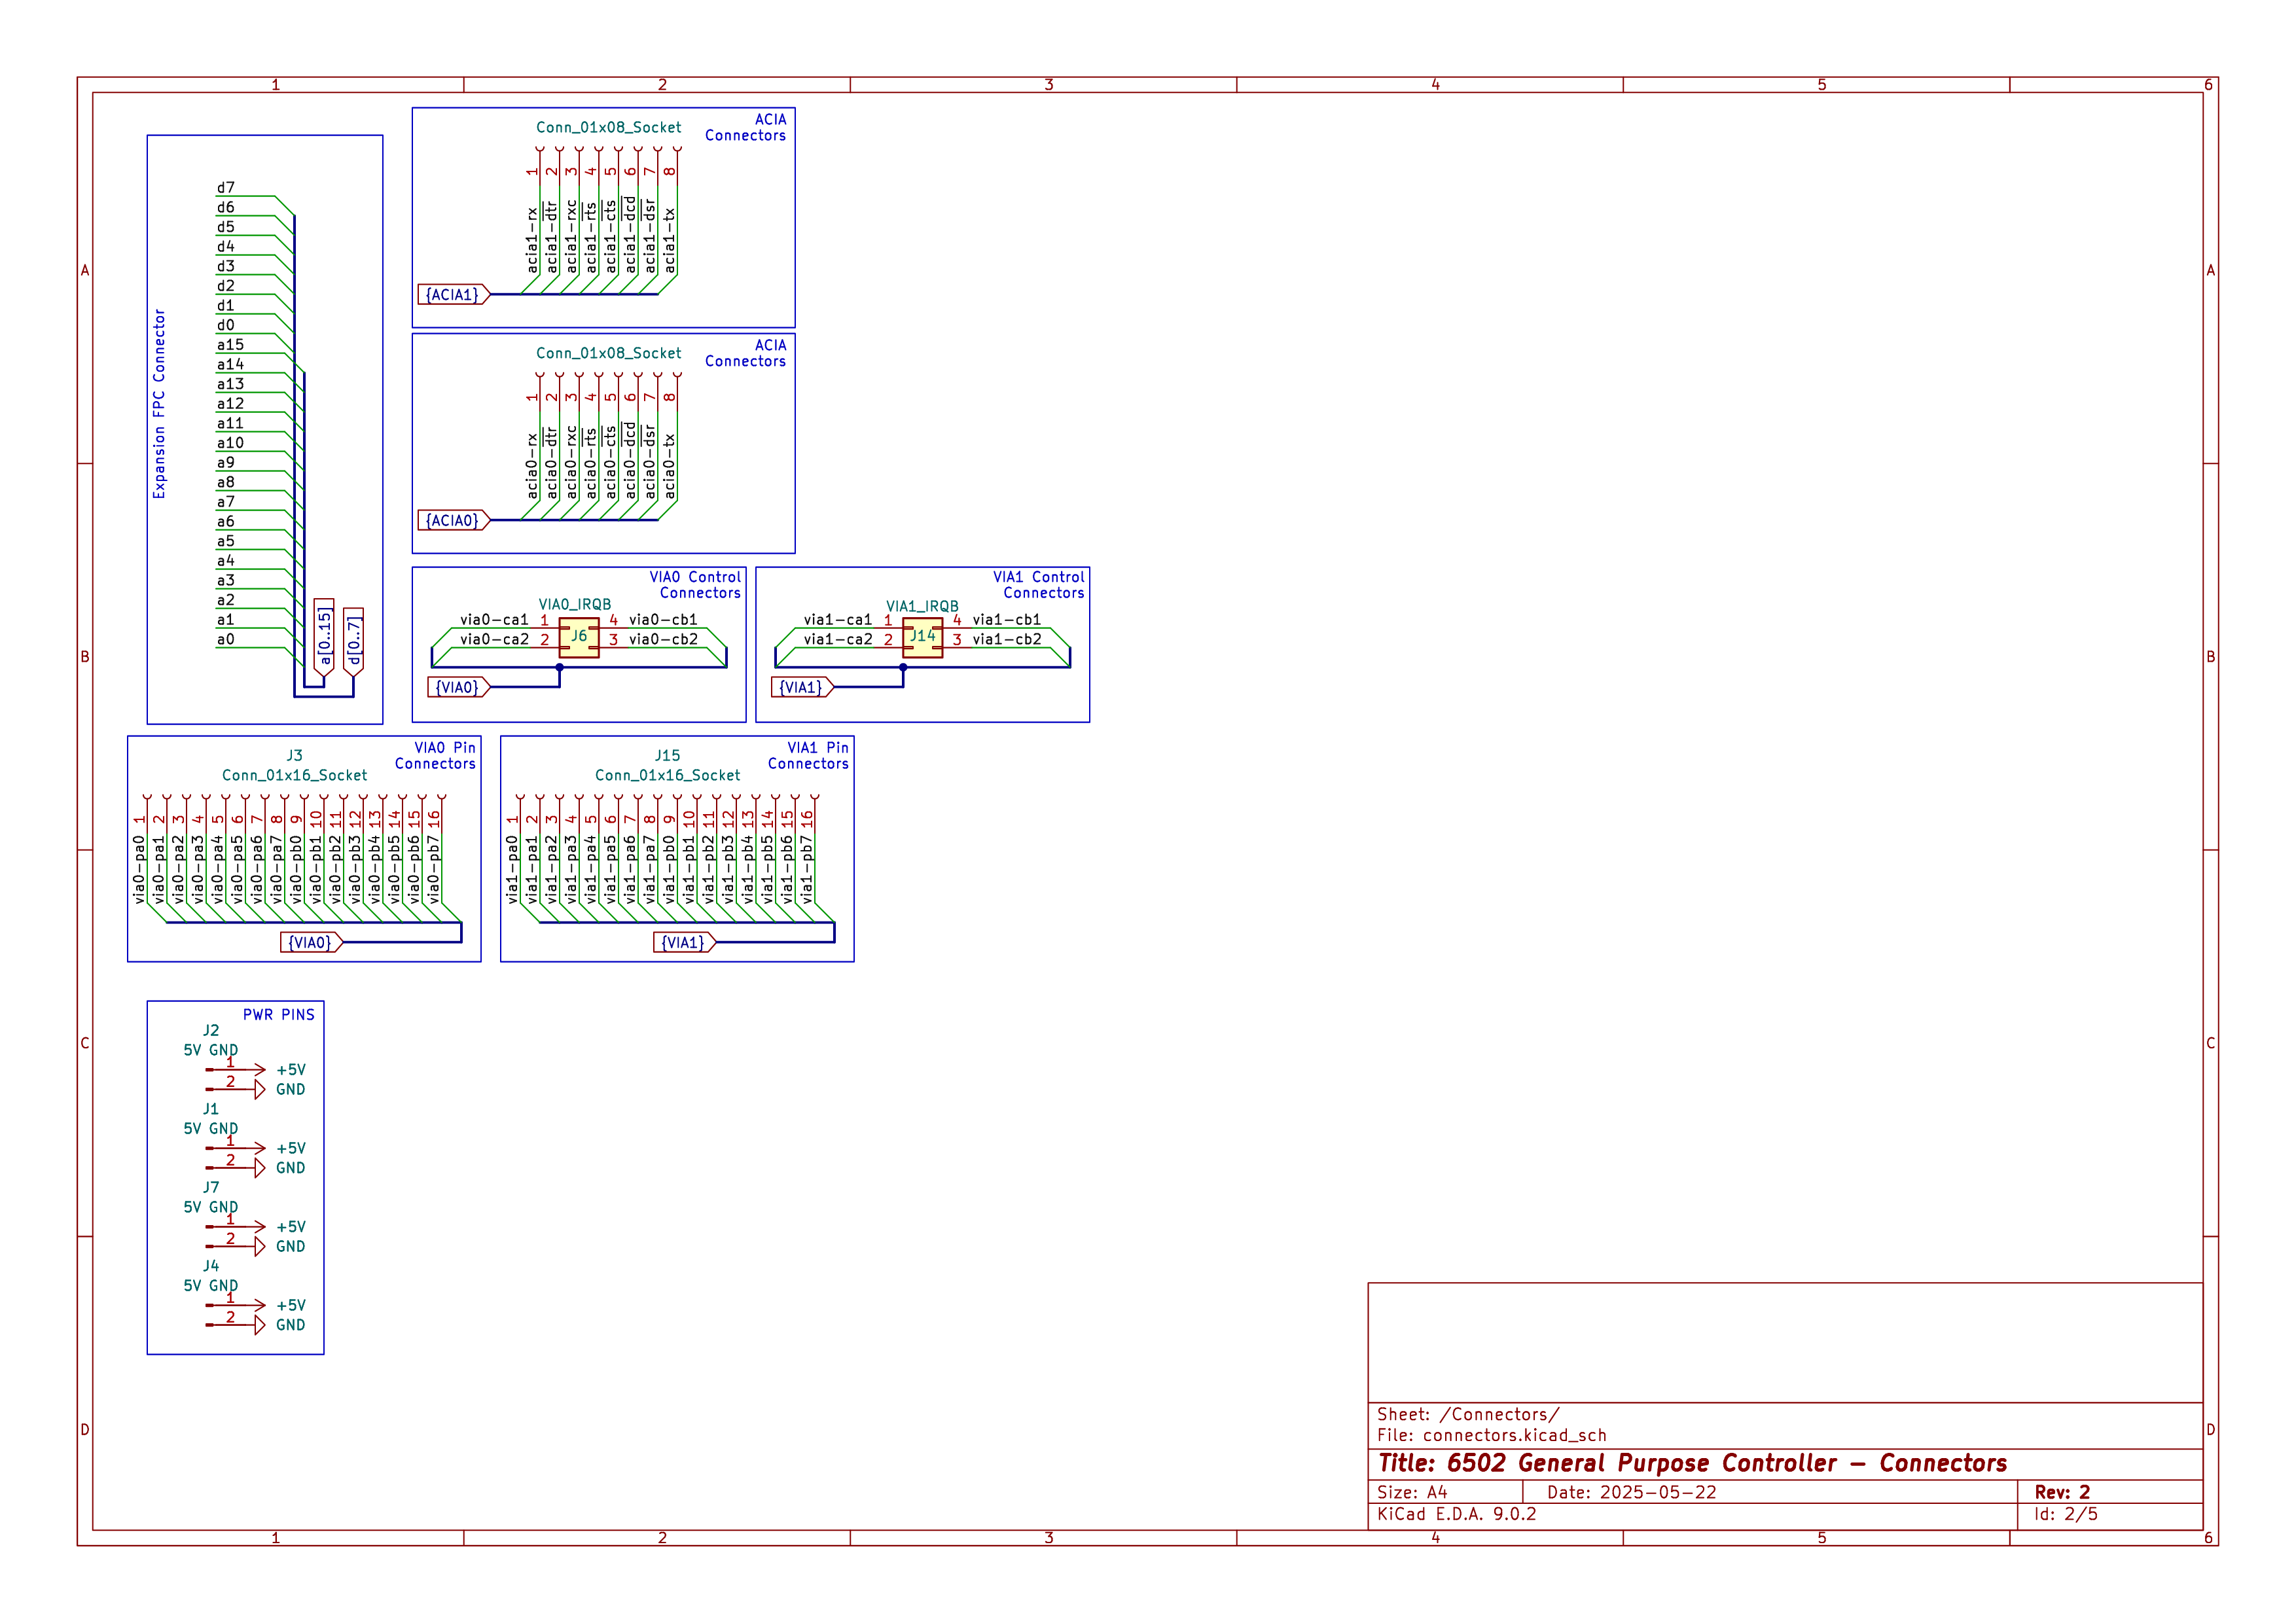 1 2 3 4 5 6
A
B
C
D
A
B
C
D
Expansion FPC Connector
d7
d6
d5
d4
d3
d2
d1
d0
a15
a14
a13
a12
a11
a10
a9
a8
a7
a6
a5
a4
a3
a2
a1
a0
a[0..15]
d[0..7]
ACIA
Connectors
Conn_01x08_Socket
1 2 3 4 5 6 7 8
acia1-rx
acia1-dtr
acia1-rxc
acia1-rts
acia1-cts
acia1-dcd
acia1-dsr
acia1-tx
{ACIA1}
ACIA
Connectors
Conn_01x08_Socket
1 2 3 4 5 6 7 8
acia0-rx
acia0-dtr
acia0-rxc
acia0-rts
acia0-cts
acia0-dcd
acia0-dsr
acia0-tx
{ACIA0}
VIA0 Control
Connectors
VIA0_IRQB
via0-ca1 1 4 via0-cb1
J6
via0-ca2 2 3 via0-cb2
{VIA0}
VIA1 Control
Connectors
VIA1_IRQB
via1-ca1 1 4 via1-cb1
J14
via1-ca2 2 3 via1-cb2
{VIA1}
VIA0 Pin
Connectors
J3
Conn_01x16_Socket
1 2 3 4 5 6 7 8 9 10 11 12 13 14 15 16
via0-pa0
via0-pa1
via0-pa2
via0-pa3
via0-pa4
via0-pa5
via0-pa6
via0-pa7
via0-pb0
via0-pb1
via0-pb2
via0-pb3
via0-pb4
via0-pb5
via0-pb6
via0-pb7
{VIA0}
VIA1 Pin
Connectors
J15
Conn_01x16_Socket
1 2 3 4 5 6 7 8 9 10 11 12 13 14 15 16
via1-pa0
via1-pa1
via1-pa2
via1-pa3
via1-pa4
via1-pa5
via1-pa6
via1-pa7
via1-pb0
via1-pb1
via1-pb2
via1-pb3
via1-pb4
via1-pb5
via1-pb6
via1-pb7
{VIA1}
PWR PINS
J2
5V GND
1 +5V
2 GND
J1
5V GND
1 +5V
2 GND
J7
5V GND
1 +5V
2 GND
J4
5V GND
1 +5V
2 GND
Sheet: /Connectors/
File: connectors.kicad_sch
Title: 6502 General Purpose Controller – Connectors
Size: A4 Date: 2025-05-22 Rev: 2
KiCad E.D.A. 9.0.2 Id: 2/5
1 2 3 4 5 6